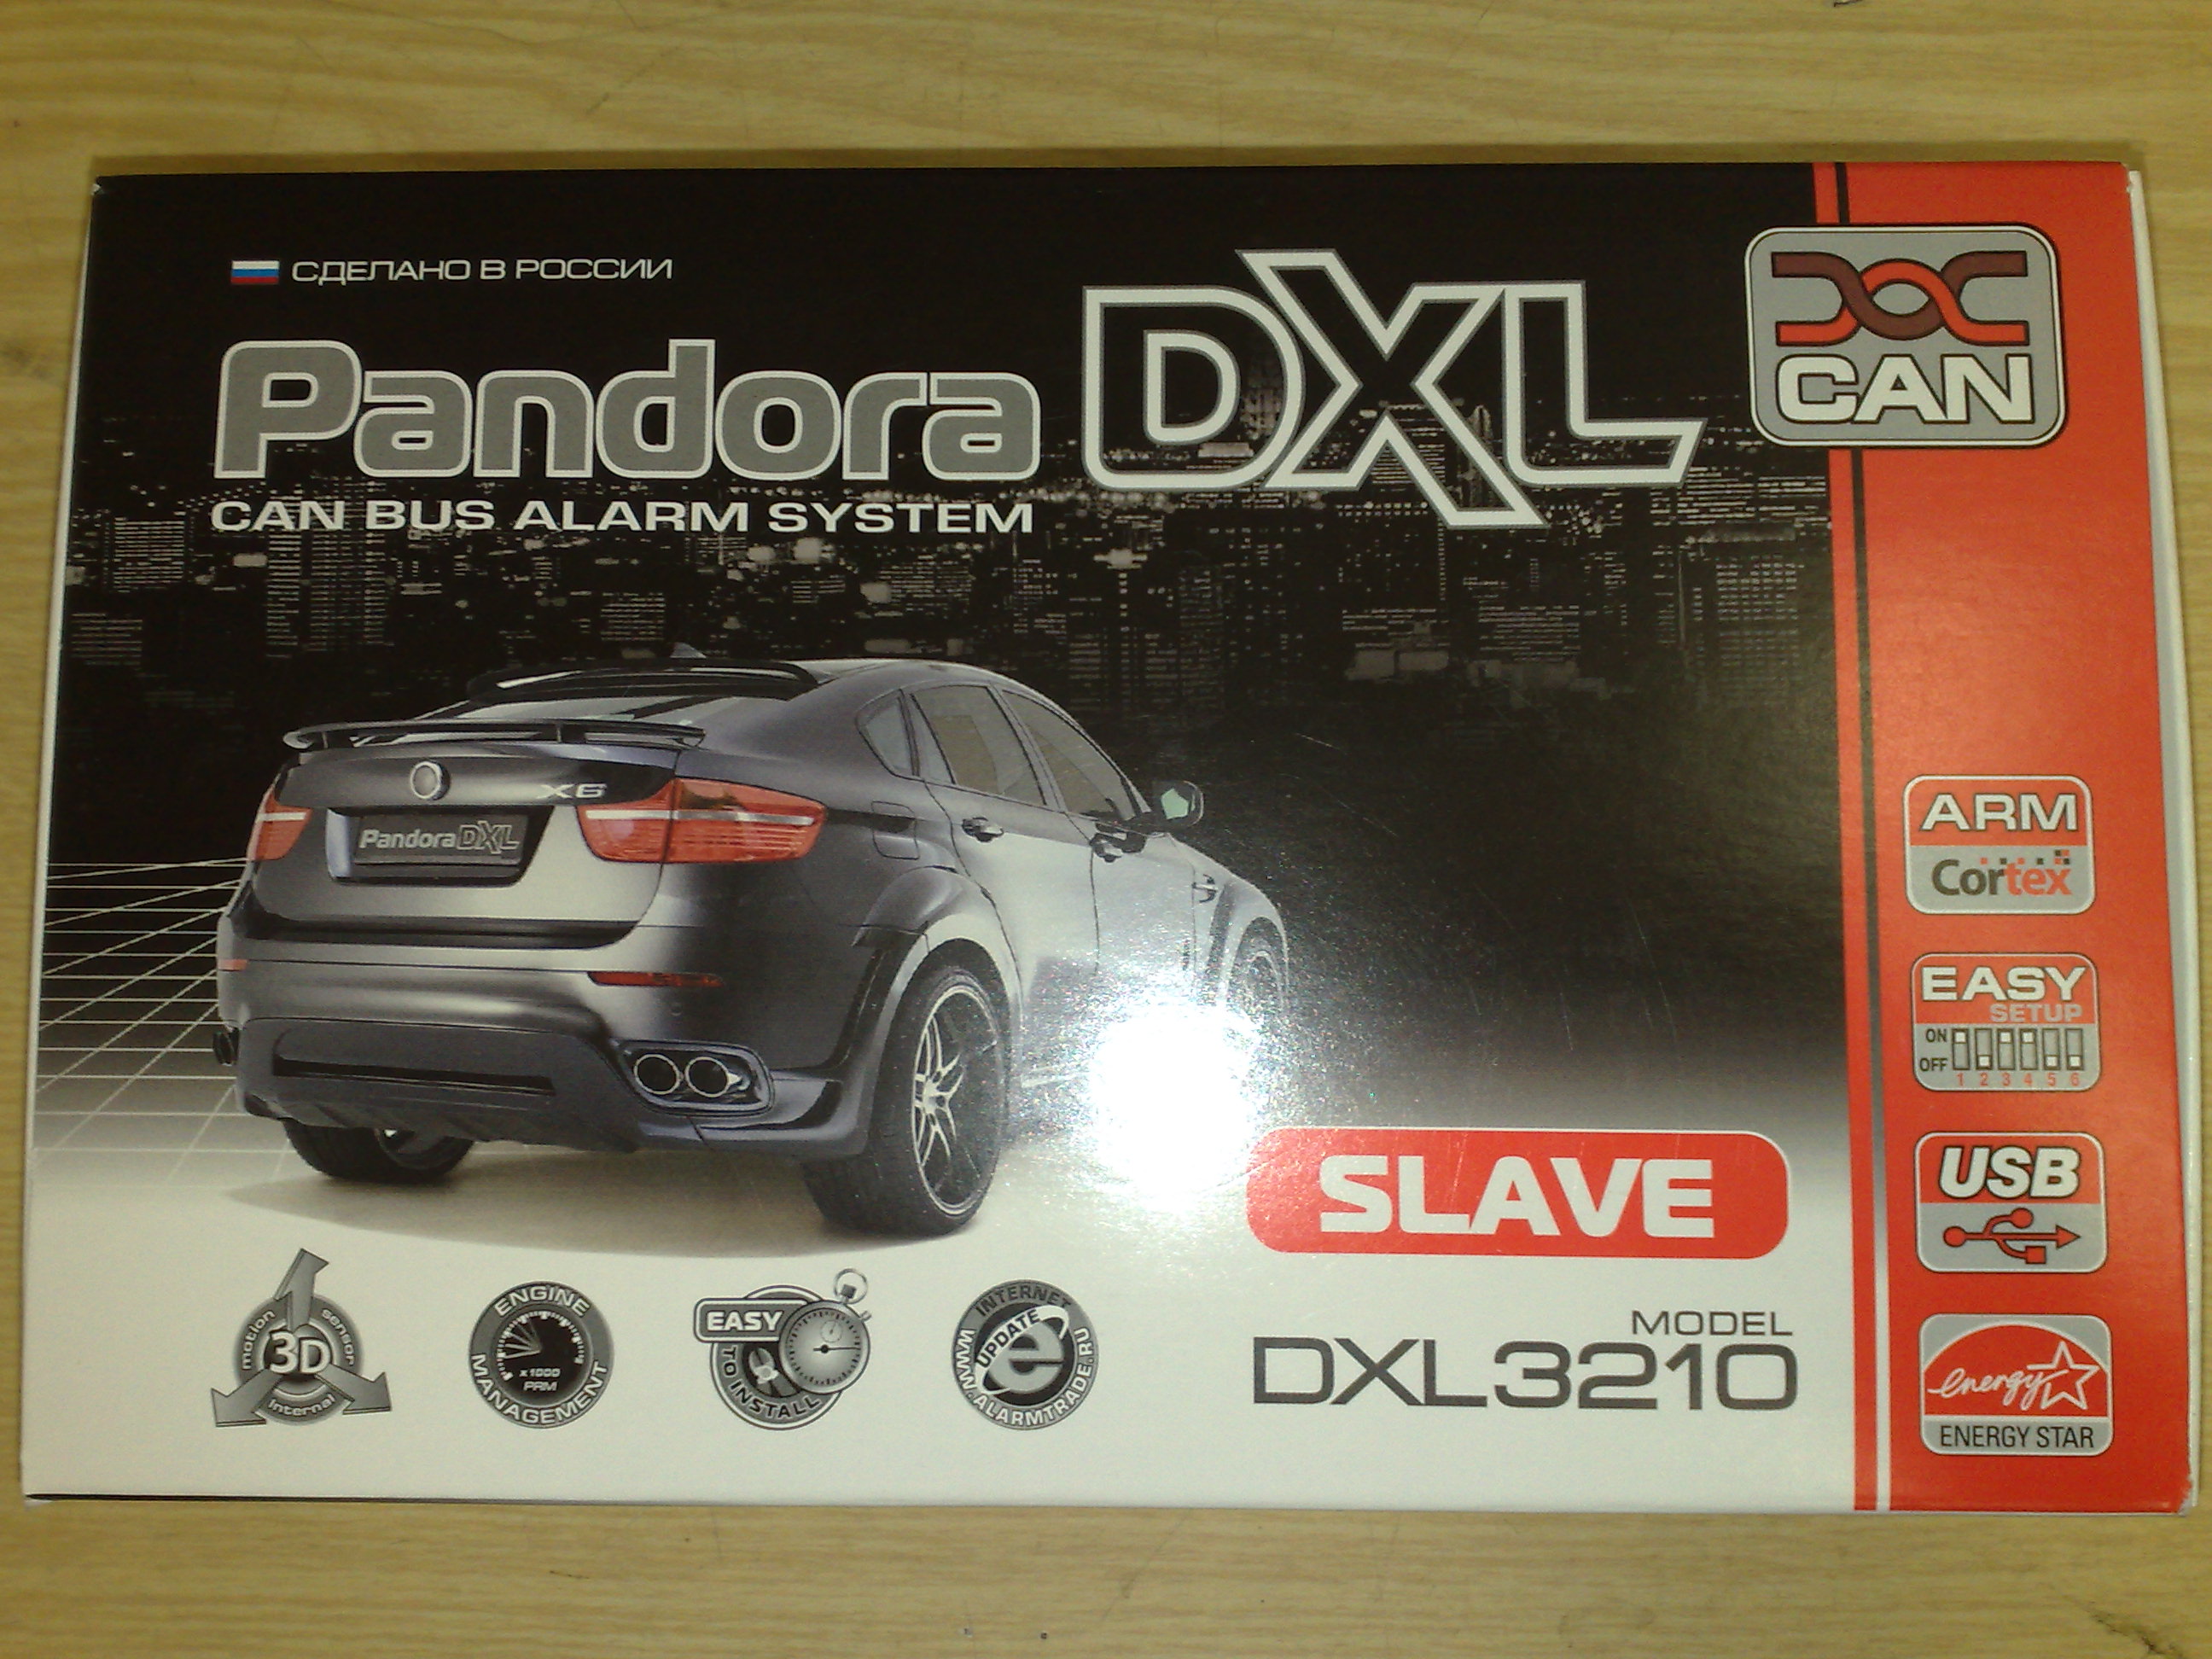 СДЕЛАНО В РОССИИ
Pandora DXL
CAN BUS ALARM SYSTEM
CAN
X6
Pandora DXL
ARM
Cortex
EASY
SETUP
ON
OFF
1 2 3 4 5 6
USB
SLAVE
MODEL
DXL3210
3D
motion sensor
internal
ENGINE
x1000
PRM
MANAGEMENT
EASY
TO INSTALL
INTERNET
UPDATE
WWW.ALARMTRADE.RU
energy
ENERGY STAR